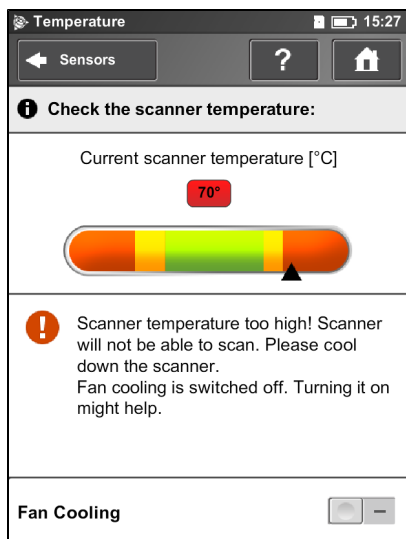 Temperature 15:27
Sensors ?
Check the scanner temperature:
Current scanner temperature [°C]
70°
Scanner temperature too high! Scanner
will not be able to scan. Please cool
down the scanner.
Fan cooling is switched off. Turning it on
might help.
Fan Cooling